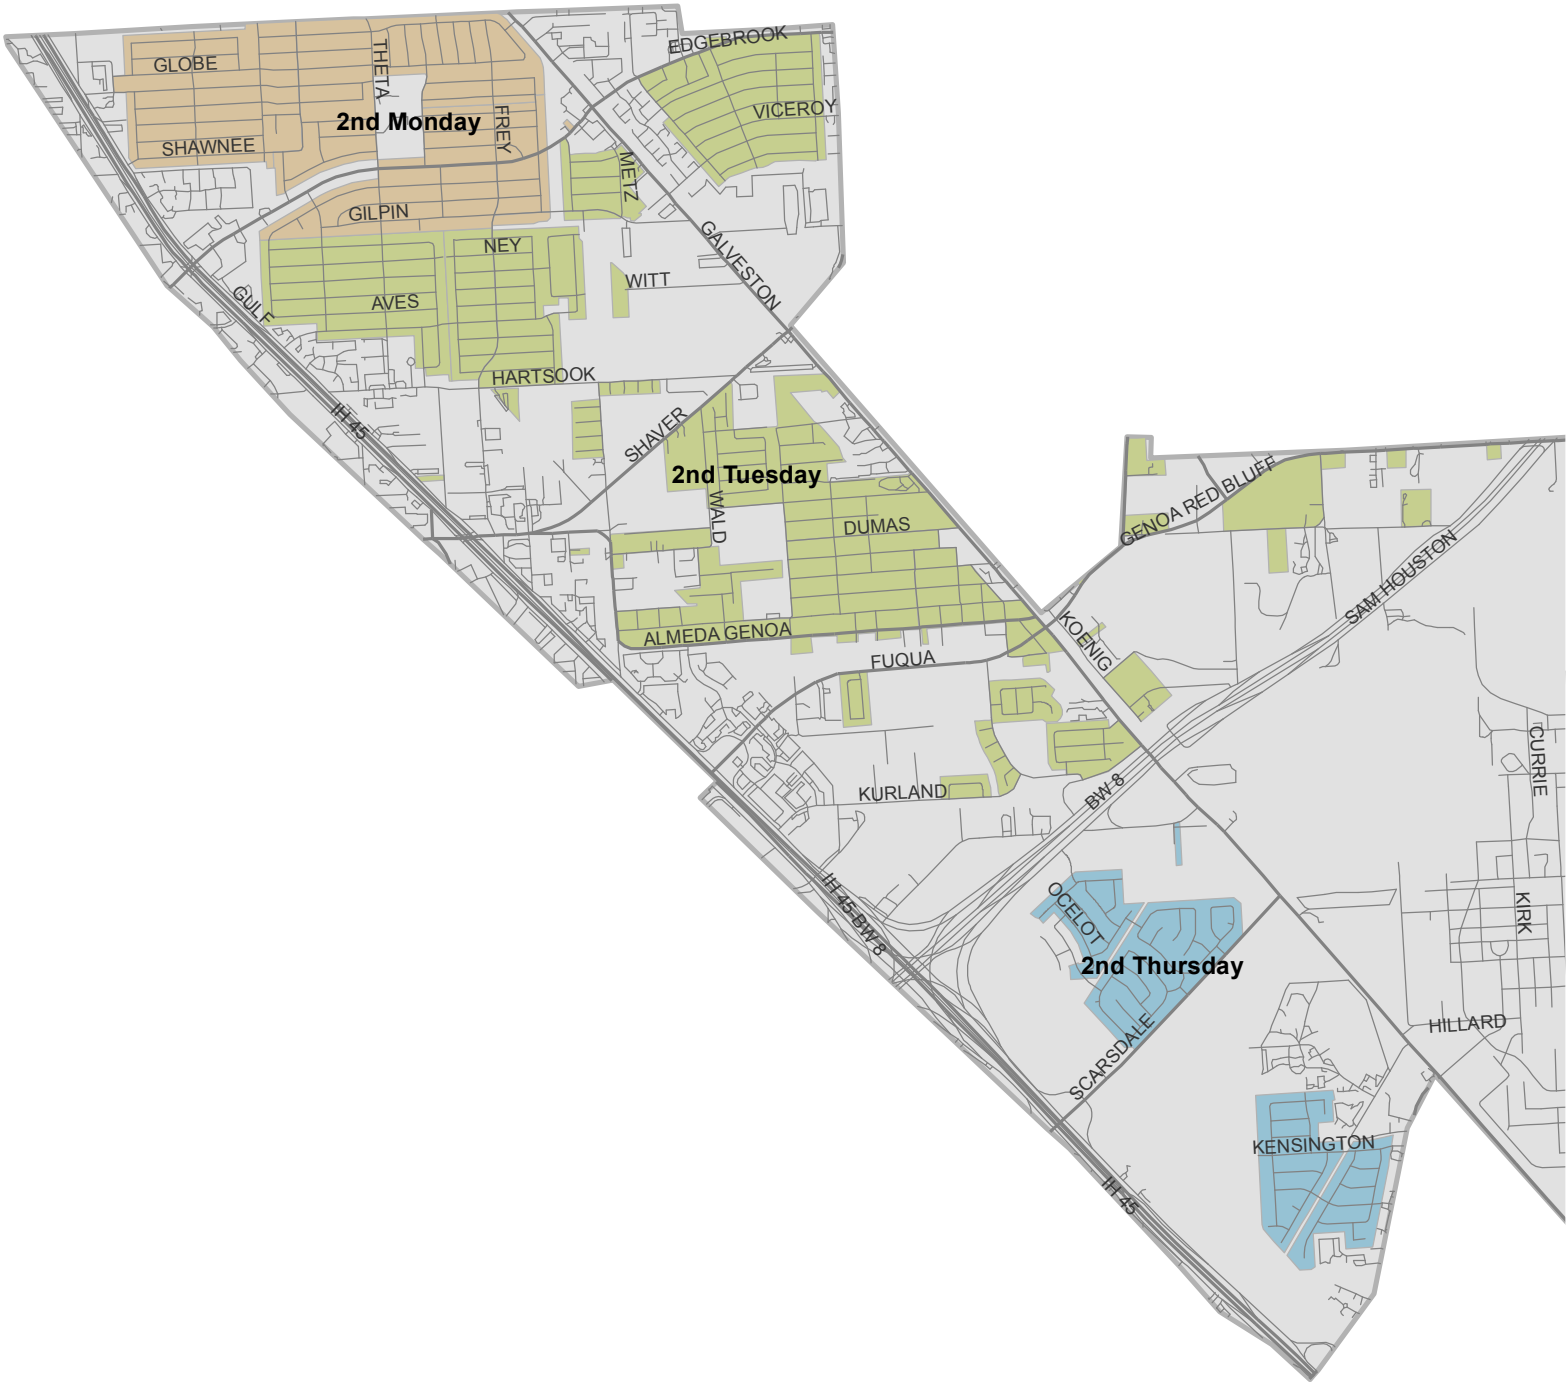 EDGEBROOK
THETA
GLOBE
VICEROY
2nd Monday
FREY
SHAWNEE
METZ
GILPIN
NEY
GALVESTON
WITT
AVES
GULF
HARTSOOK
IH 45
SHAVER
2nd Tuesday
WALD
DUMAS
GENOA RED BLUFF
SAM HOUSTON
ALMEDA GENOA
KOENIG
FUQUA
CURRIE
KURLAND
BW 8
OCELOT
IH 45-BW 8
KIRK
2nd Thursday
HILLARD
SCARSDALE
KENSINGTON
IH 45